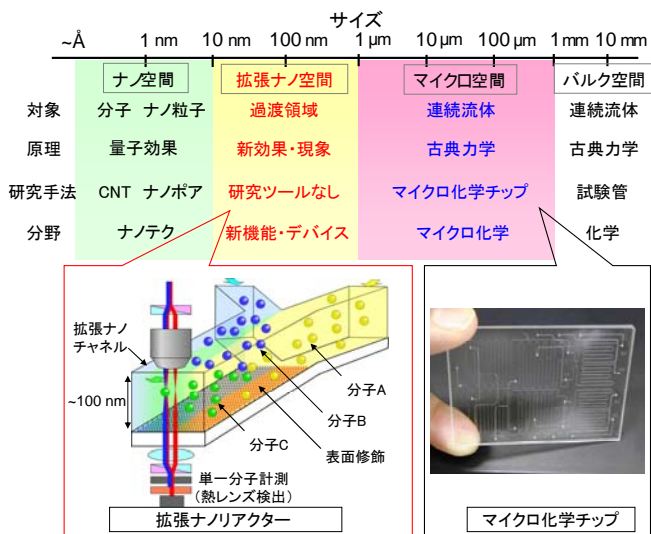 サイズ
~Å 1 nm 10 nm 100 nm 1 μm 10 μm 100 μm 1 mm 10 mm
ナノ空間 拡張ナノ空間 マイクロ空間 バルク空間
対象 分子 ナノ粒子 過渡領域 連続流体 連続流体
原理 量子効果 新効果・現象 古典力学 古典力学
研究手法 CNT ナノポア 研究ツールなし マイクロ化学チップ 試験管
分野 ナノテク 新機能・デバイス マイクロ化学 化学
拡張ナノ
チャネル
~100 nm
分子A
分子B
分子C
表面修飾
単一分子計測
(熱レンズ検出)
拡張ナノリアクター
マイクロ化学チップ